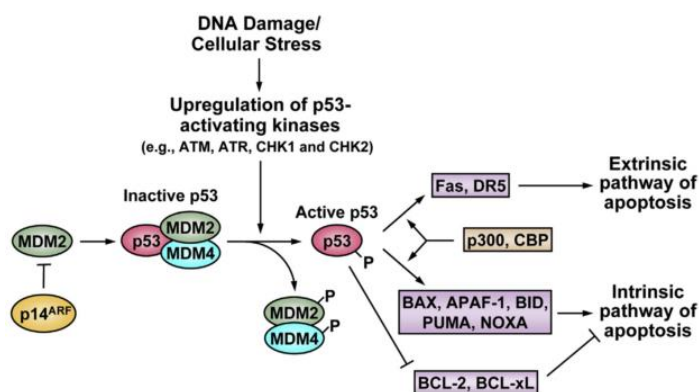 DNA Damage/
Cellular Stress
Upregulation of p53-
activating kinases
(e.g., ATM, ATR, CHK1 and CHK2)
Inactive p53
MDM2
p14ARF
p53
MDM2
MDM4
Active p53
p53
P
MDM2
P
MDM4
P
Fas, DR5
Extrinsic
pathway of
apoptosis
p300, CBP
BAX, APAF-1, BID,
PUMA, NOXA
Intrinsic
pathway of
apoptosis
BCL-2, BCL-xL